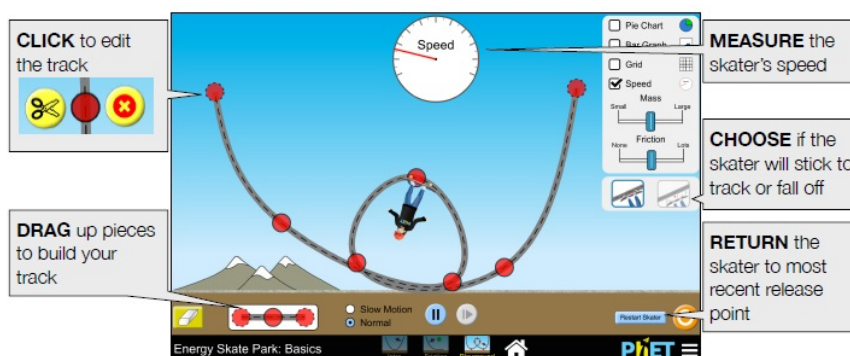 CLICK to edit
the track
DRAG up pieces
to build your
track
Speed
Pie Chart
Bar Graph
Grid
Speed
Mass
Small
Large
Friction
None
Lots
MEASURE the
skater's speed
CHOOSE if the
skater will stick to
track or fall off
RETURN the
skater to most
recent release
point
Slow Motion
Normal
Restart Skater
Energy Skate Park: Basics
PhET